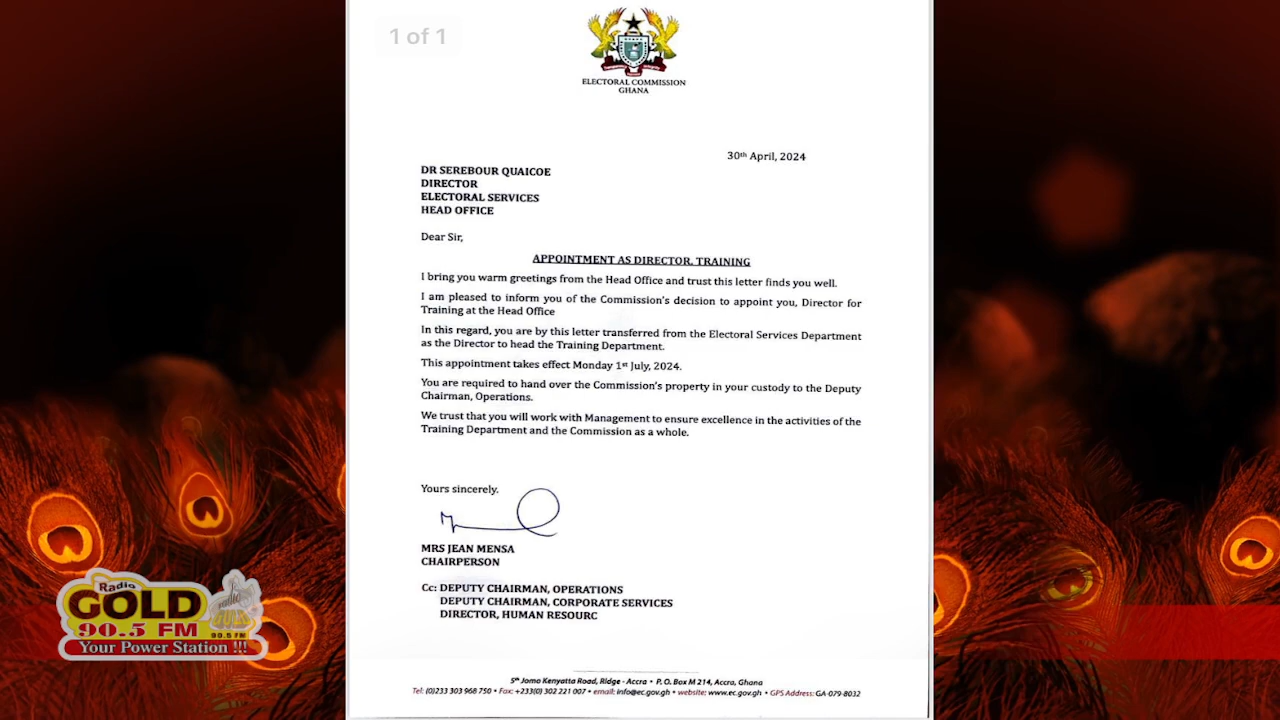 1 of 1
ELECTORAL COMMISSION
GHANA
30th April, 2024
DR SEREBOUR QUAICOE
DIRECTOR
ELECTORAL SERVICES
HEAD OFFICE
Dear Sir,
APPOINTMENT AS DIRECTOR. TRAINING
I bring you warm greetings from the Head Office and trust this letter finds you well.
I am pleased to inform you of the Commission's decision to appoint you, Director for
Training at the Head Office
In this regard, you are by this letter transferred from the Electoral Services Department
as the Director to head the Training Department.
This appointment takes effect Monday 1st July, 2024.
You are required to hand over the Commission's property in your custody to the Deputy
Chairman, Operations.
We trust that you will work with Management to ensure excellence in the activities of the
Training Department and the Commission as a whole.
Yours sincerely.
MRS JEAN MENSA
CHAIRPERSON
Cc: DEPUTY CHAIRMAN, OPERATIONS
DEPUTY CHAIRMAN, CORPORATE SERVICES
DIRECTOR, HUMAN RESOURC
5th Jomo Kenyatta Road, Ridge - Accra • P. O. Box M 214, Accra, Ghana
Tel: (0)233 303 968 750 • Fax: +233(0) 302 221 007 • email: info@ec.gov.gh • website: www.ec.gov.gh • GPS Address: GA-079-8032
Radio
GOLD
90.5 FM
90.5 FM
Your Power Station !!!